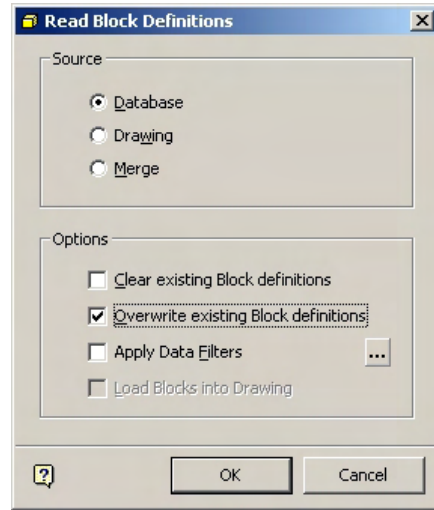 Read Block Definitions
Source
Database
Drawing
Merge
Options
Clear existing Block definitions
Overwrite existing Block definitions
Apply Data Filters ...
Load Blocks into Drawing
? OK Cancel